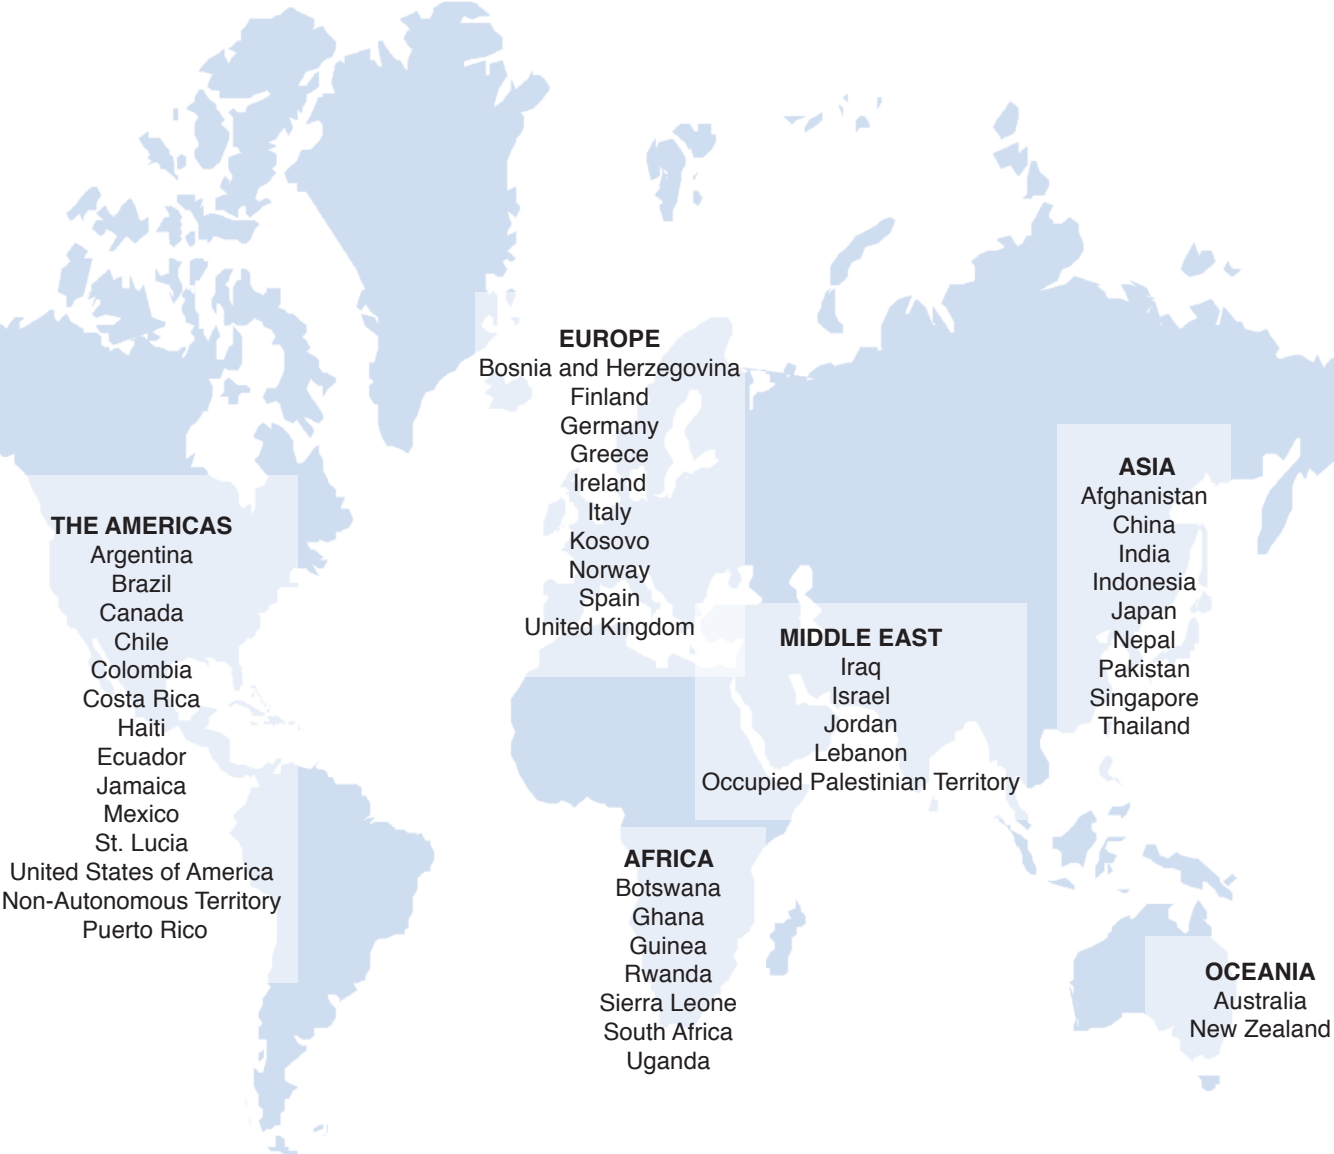 EUROPE
Bosnia and Herzegovina
Finland
Germany
Greece
Ireland
Italy
Kosovo
Norway
Spain
United Kingdom
ASIA
Afghanistan
China
India
Indonesia
Japan
Nepal
Pakistan
Singapore
Thailand
THE AMERICAS
Argentina
Brazil
Canada
Chile
Colombia
Costa Rica
Haiti
Ecuador
Jamaica
Mexico
St. Lucia
United States of America
Non-Autonomous Territory
Puerto Rico
MIDDLE EAST
Iraq
Israel
Jordan
Lebanon
Occupied Palestinian Territory
AFRICA
Botswana
Ghana
Guinea
Rwanda
Sierra Leone
South Africa
Uganda
OCEANIA
Australia
New Zealand